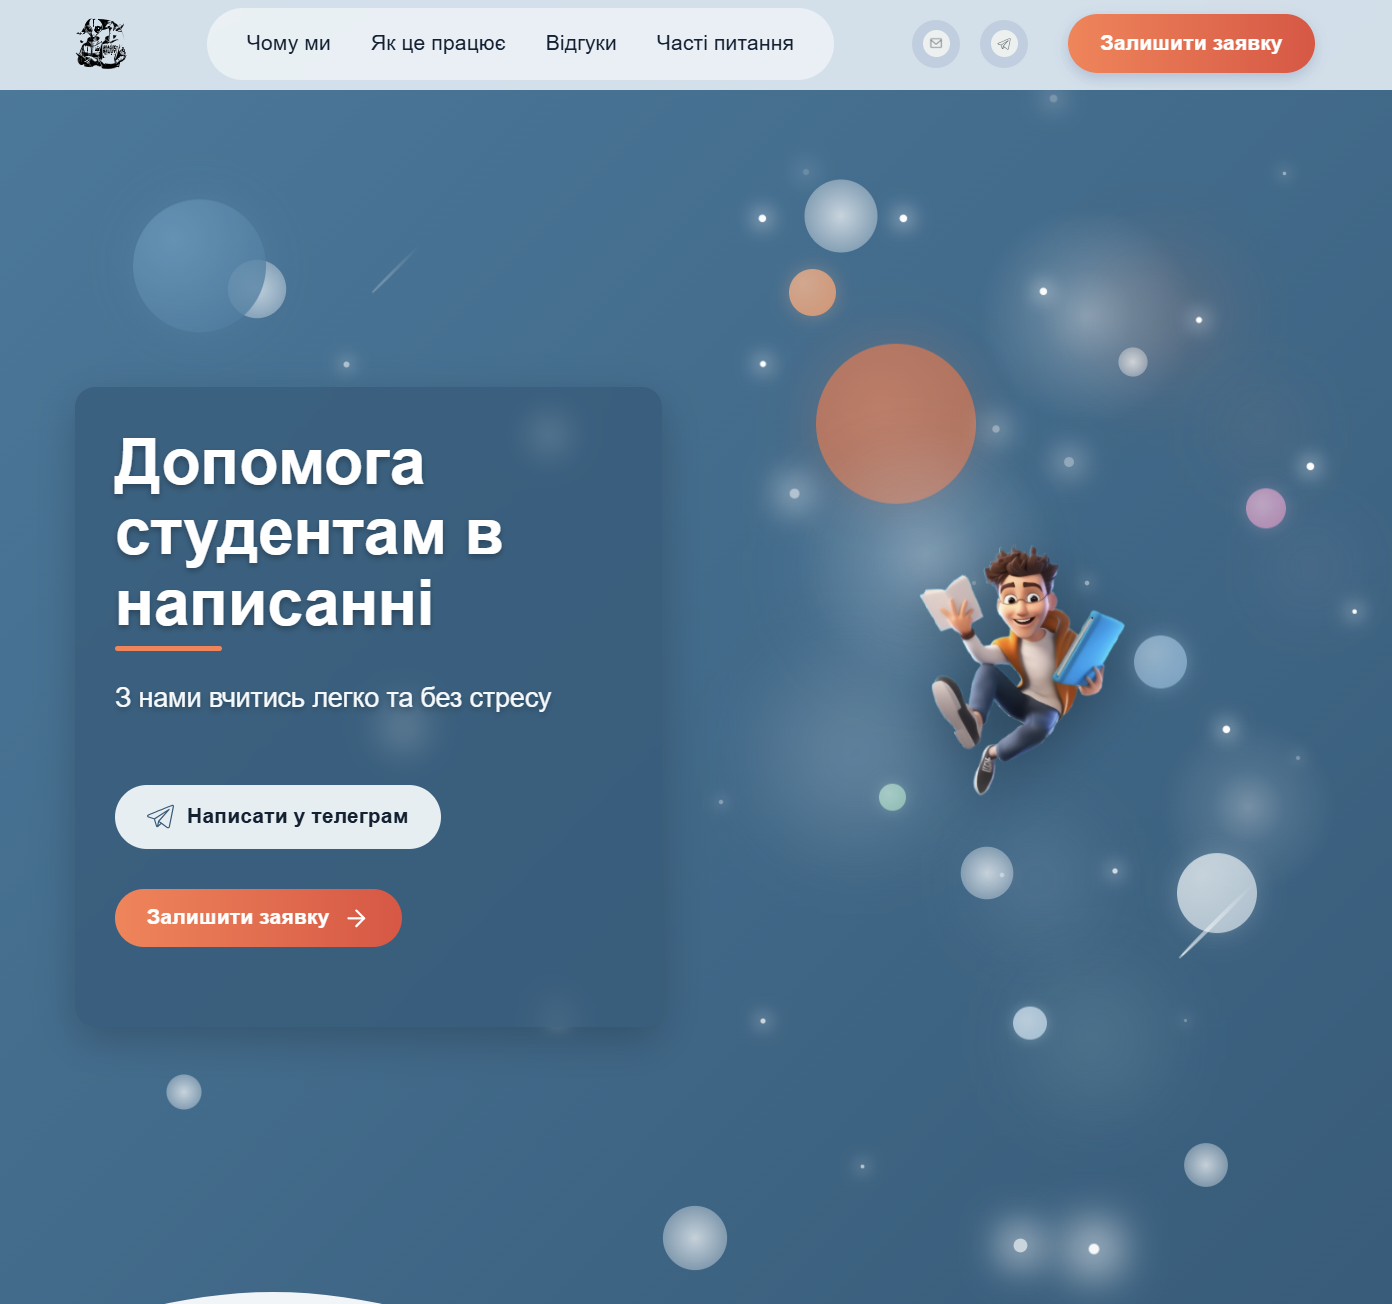 Чому ми
Як це працює
Відгуки
Часті питання
Залишити заявку
Допомога
студентам в
написанні
З нами вчитись легко та без стресу
Написати у телеграм
Залишити заявку